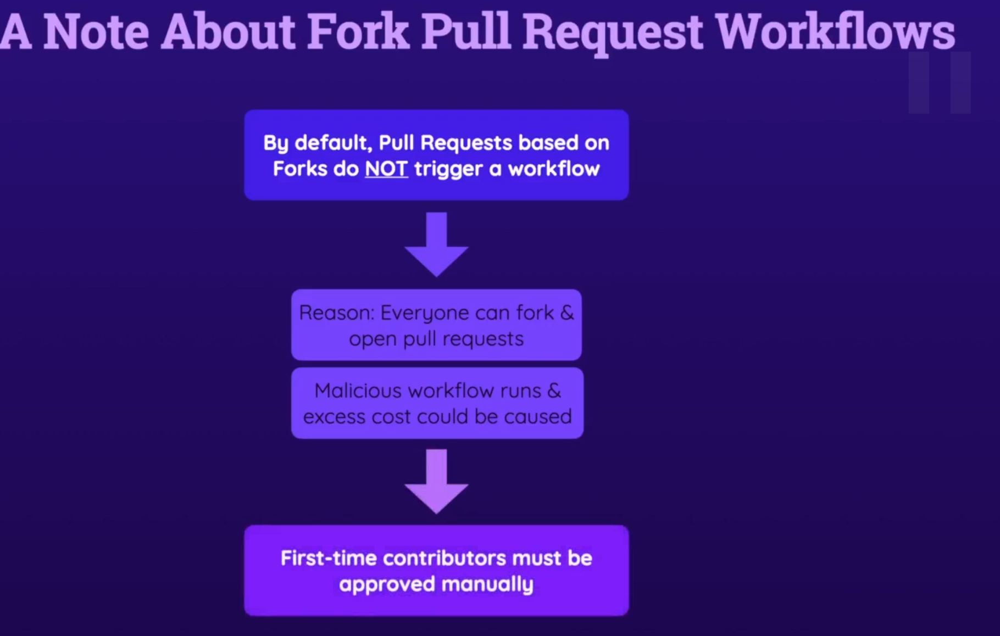 A Note About Fork Pull Request Workflows
By default, Pull Requests based on
Forks do NOT trigger a workflow
Reason: Everyone can fork &
open pull requests
Malicious workflow runs &
excess cost could be caused
First-time contributors must be
approved manually